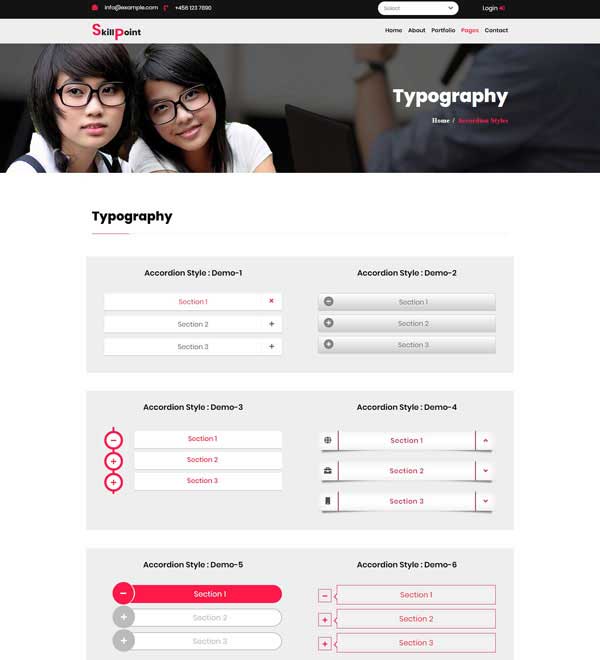 info@example.com +456 123 7890 Select Login
SkillPoint Home About Portfolio Pages Contact
Typography
Home / Accordion Styles
Typography
Accordion Style : Demo-1
Section 1
Section 2
Section 3
Accordion Style : Demo-2
Section 1
Section 2
Section 3
Accordion Style : Demo-3
Section 1
Section 2
Section 3
Accordion Style : Demo-4
Section 1
Section 2
Section 3
Accordion Style : Demo-5
Section 1
Section 2
Section 3
Accordion Style : Demo-6
Section 1
Section 2
Section 3